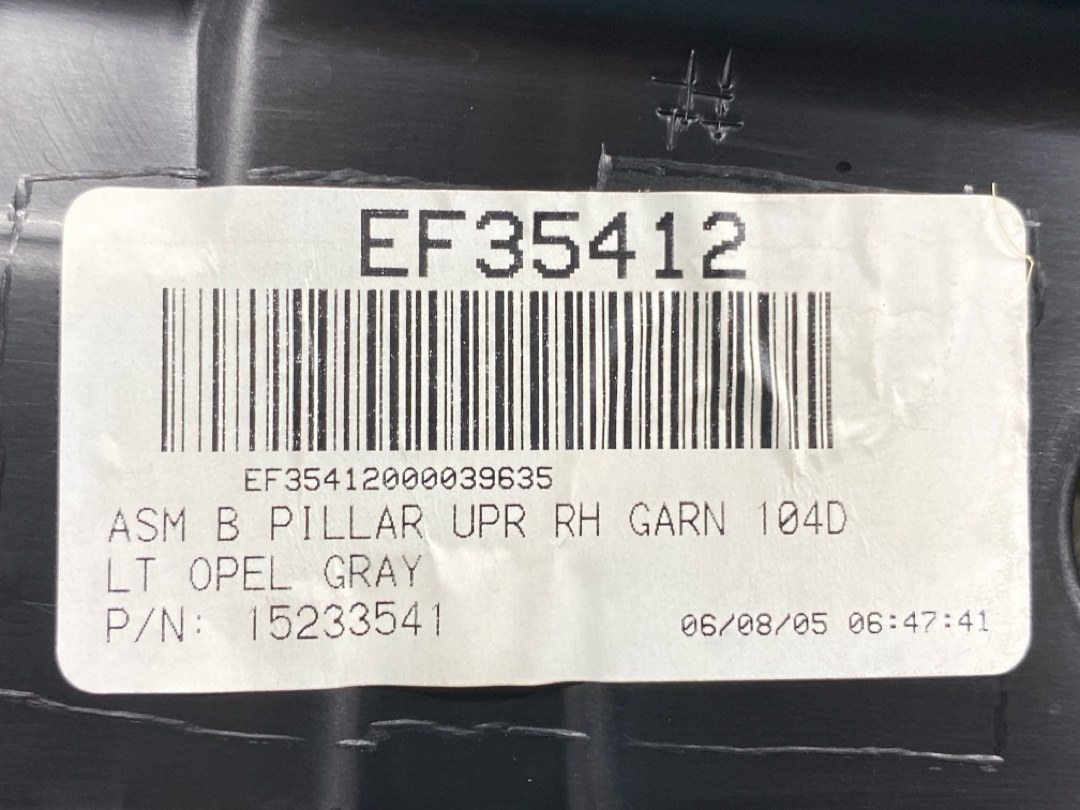 #
EF35412
EF35412000039635
ASM B PILLAR UPR RH GARN 104D
LT OPEL GRAY
P/N: 15233541
06/08/05 06:47:41